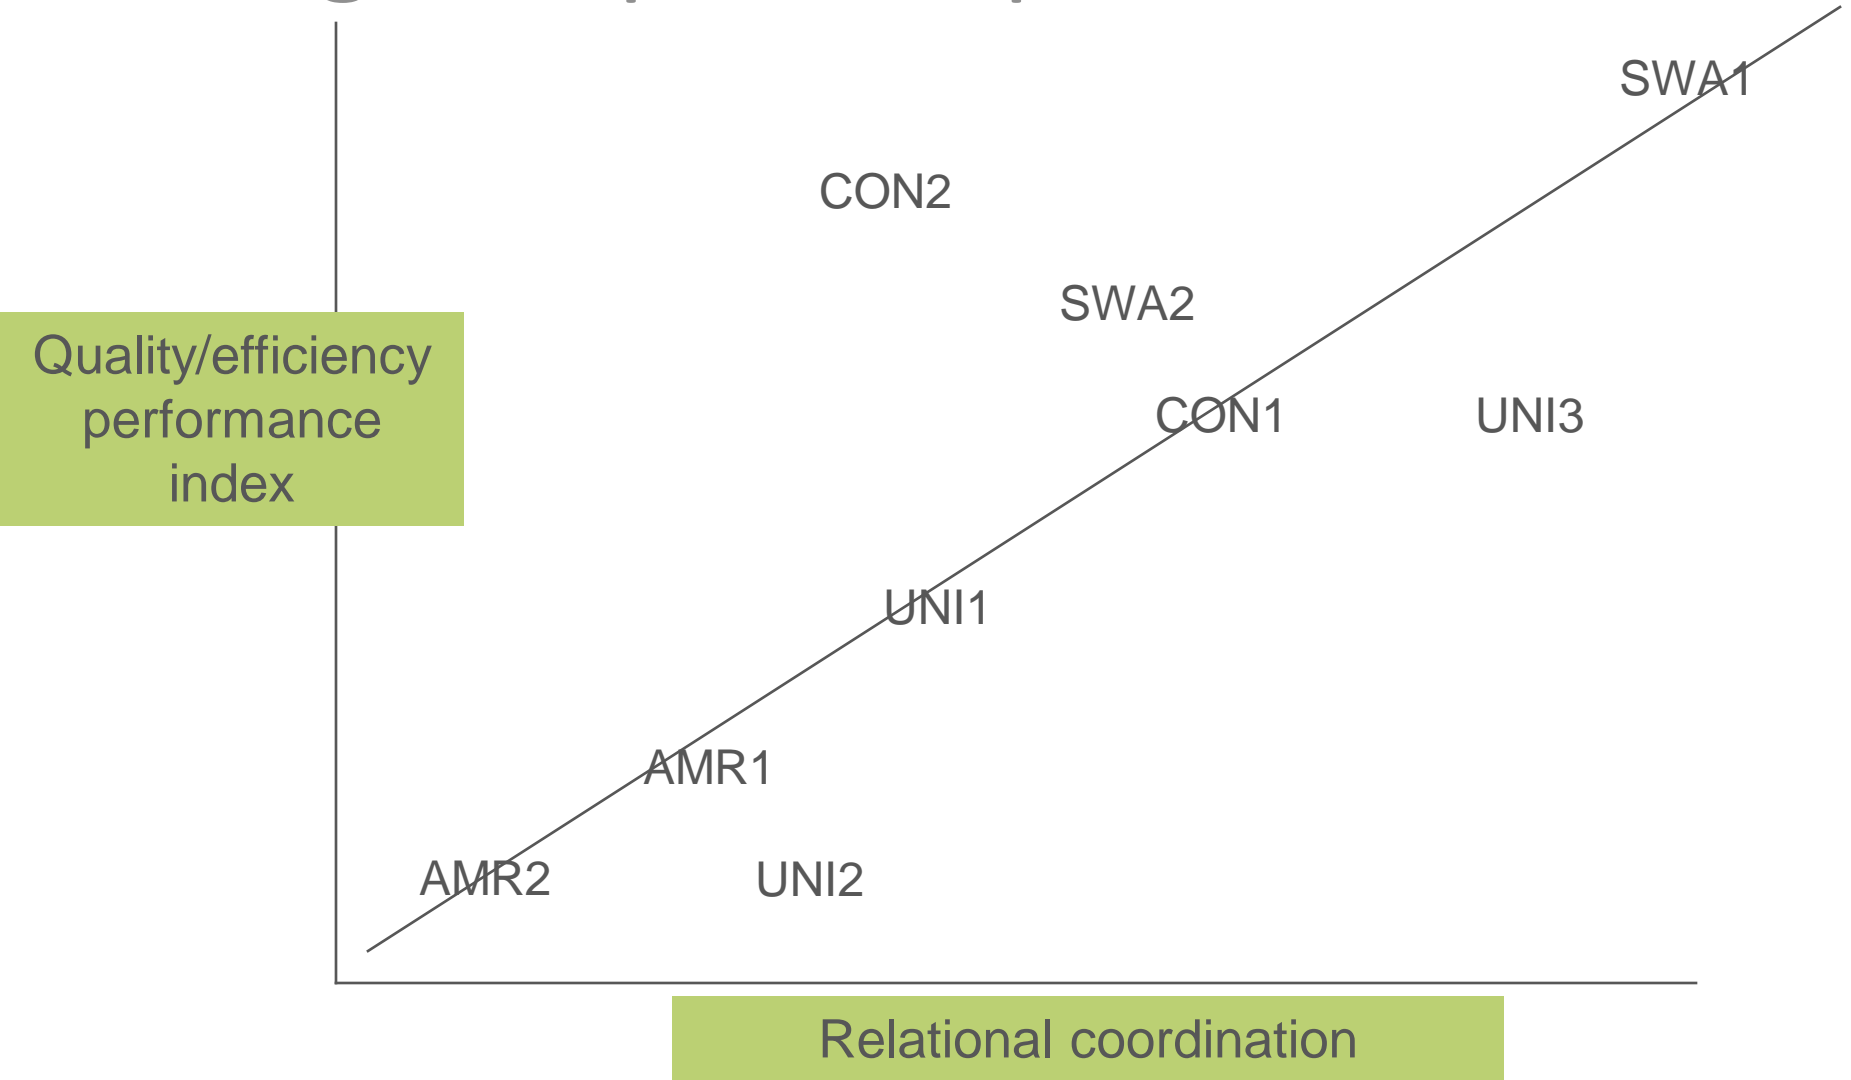 SWA1
CON2
SWA2
Quality/efficiency
performance
index
CON1
UNI3
UNI1
AMR1
AMR2
UNI2
Relational coordination